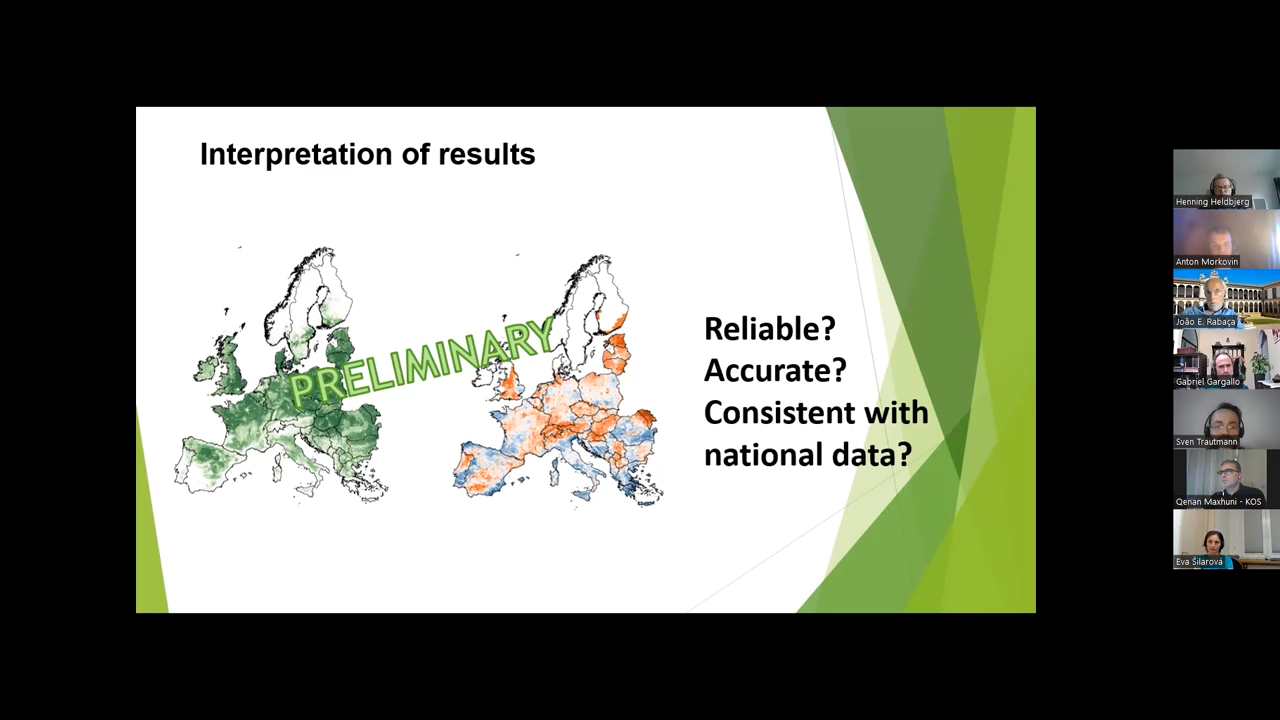 Interpretation of results
PRELIMINARY
Reliable?
Accurate?
Consistent with
national data?
Henning Heldbjerg
Anton Morkovin
João E. Rabaça
Gabriel Gargallo
Sven Trautmann
Qenan Maxhuni - KOS
Eva Šilarová